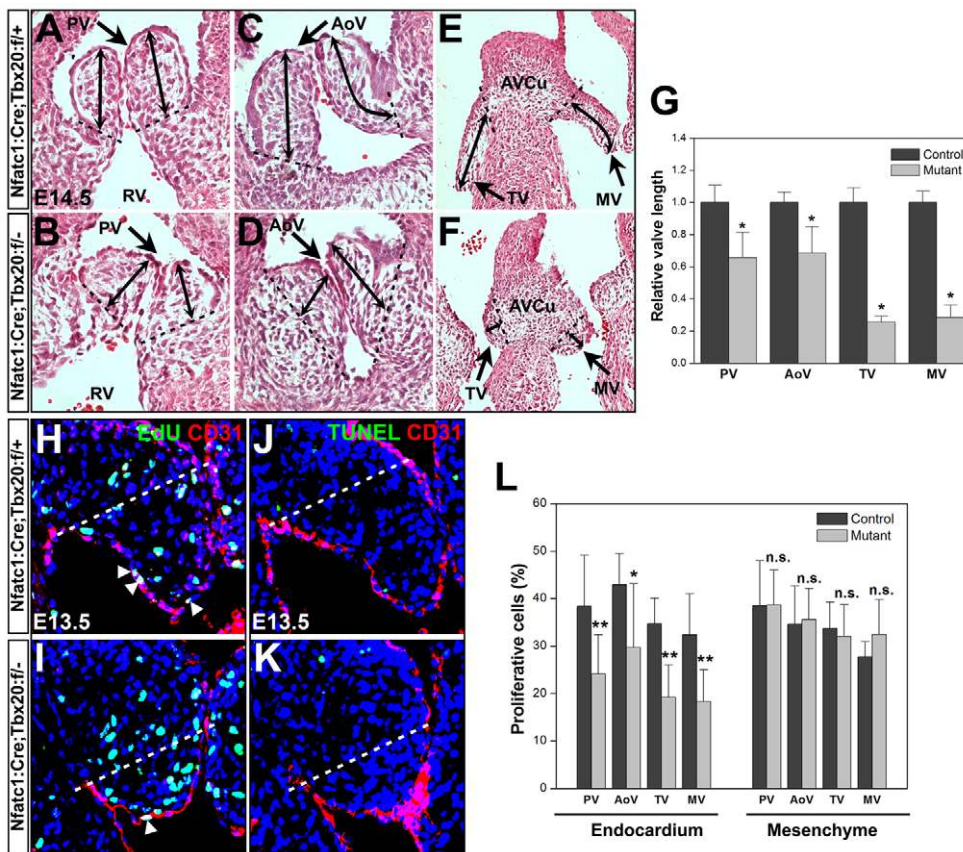 Nfatc1:Cre;Tbx20:f/+
A
PV
E14.5
RV
C
AoV
E
AVCu
TV
MV
Nfatc1:Cre;Tbx20:f/-
B
PV
RV
D
AoV
F
AVCu
TV
MV
G
Relative valve length
1.4
1.2
1.0
0.8
0.6
0.4
0.2
0.0
Control
Mutant
*
*
*
*
PV AoV TV MV
Nfatc1:Cre;Tbx20:f/+
H
EdU CD31
E13.5
J
TUNEL CD31
E13.5
Nfatc1:Cre;Tbx20:f/-
I
K
L
Proliferative cells (%)
60
50
40
30
20
10
0
Control
Mutant
**
*
**
**
n.s.
n.s.
n.s.
n.s.
PV AoV TV MV PV AoV TV MV
Endocardium Mesenchyme